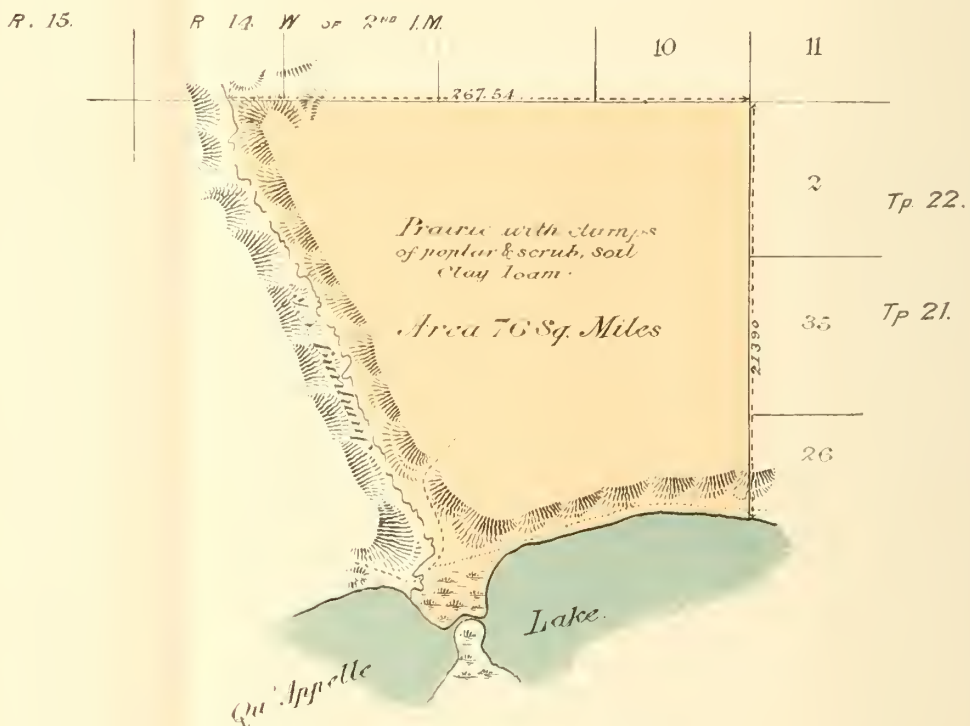 R. 15.
R 14. W OF 2ND I.M.
10
11
267.54
2
Tp. 22.
Prairie with clumps
of poplar & scrub, soil
Clay loam.
Area 76 Sq. Miles
35
Tp 21.
21390
26
Lake.
Qu'Appelle